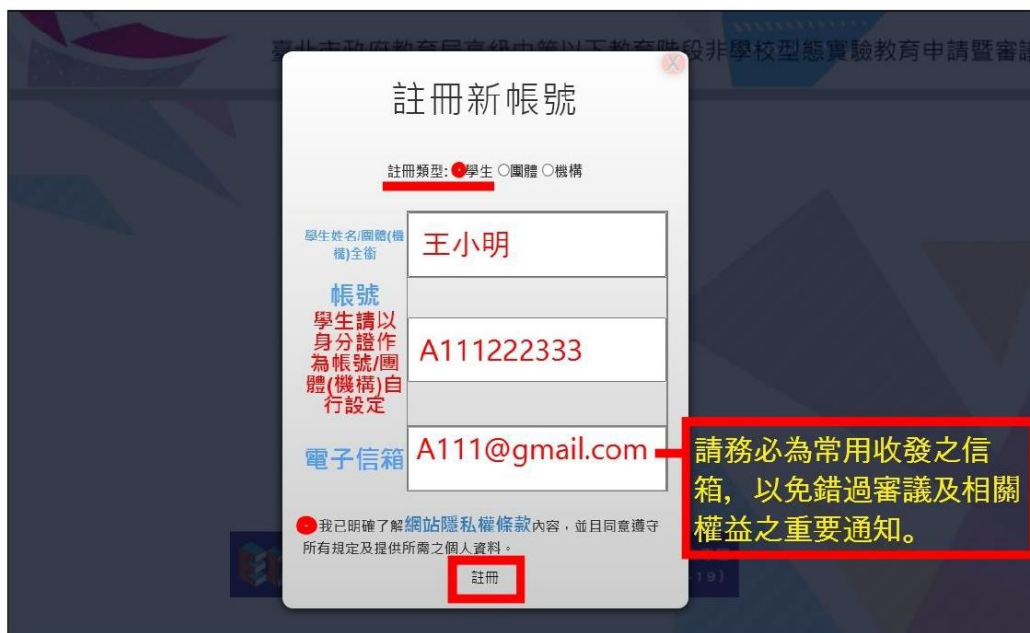 臺北市政府教育局高級中等以下教育階段非學校型態實驗教育申請暨審議
X
註冊新帳號
註冊類型: 學生 團體 機構
學生姓名/團體(機
構)全銜
王小明
帳號
學生請以
身分證作
為帳號/團
體(機構)自
行設定
A111222333
電子信箱
A111@gmail.com
請務必為常用收發之信
箱，以免錯過審議及相關
權益之重要通知。
我已明確了解網站隱私權條款內容，並且同意遵守
所有規定及提供所需之個人資料。
註冊
-19)